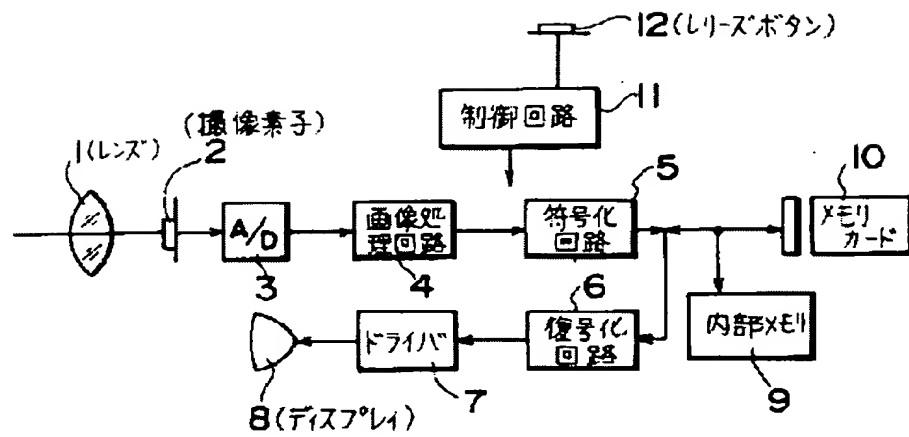 12(レリーズボタン)
制御回路
11
(撮像素子)
1(レンズ)
2
5
10
A/D
画像処
理回路
符号化
回路
メモリ
カード
3
4
6
ドライバ
復号化
回路
内部メモリ
7
9
8(ディスプレイ)